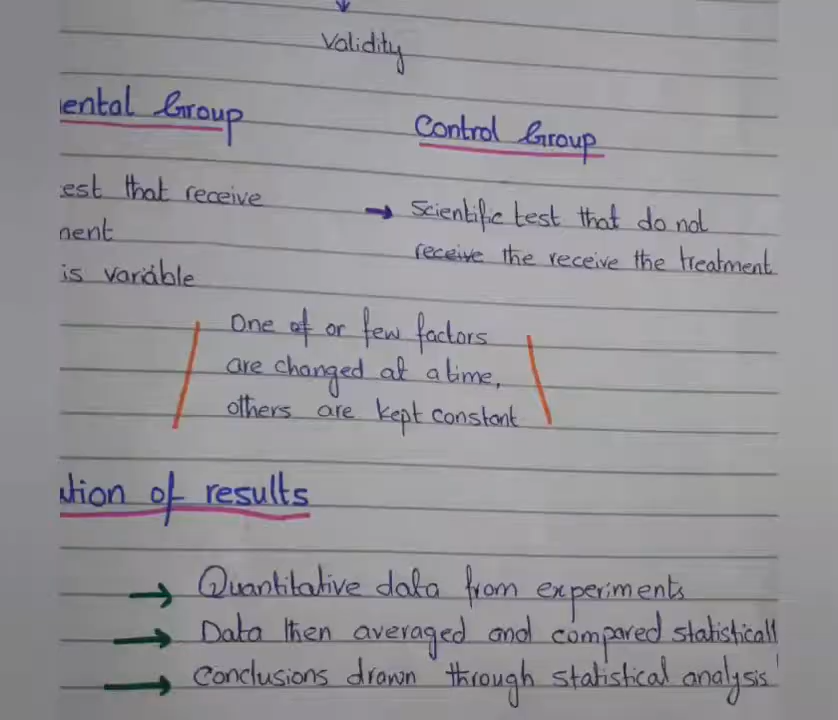 Validity
ental Group
Control Group
est that receive
→ Scientific test that do not
nent
receive the receive the treatment
is variable
One of or few factors
are changed at a time,
others are kept constant
ution of results
→ Quantitative data from experiments
→ Data then averaged and compared statisticall
→ Conclusions drawn through statistical analysis